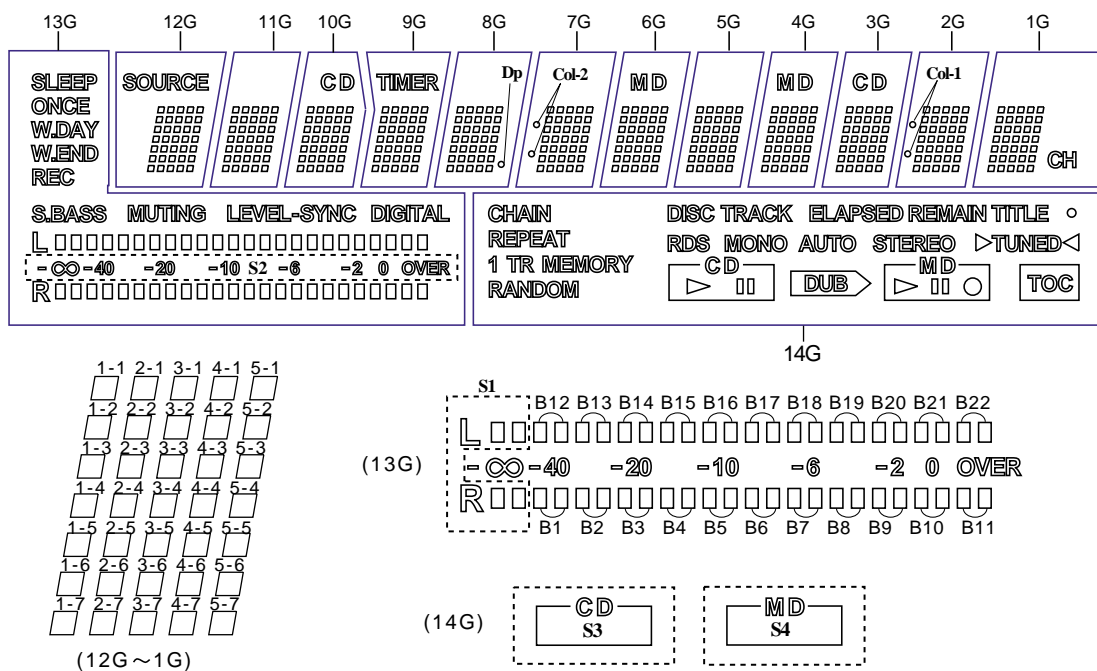 13G 12G 11G 10G 9G 8G 7G 6G 5G 4G 3G 2G 1G
SLEEP SOURCE CD TIMER Dp Col-2 MD MD CD Col-1
ONCE
W.DAY
W.END
REC CH
S.BASS MUTING LEVEL-SYNC DIGITAL
L
- ∞ -40 -20 -10 S2 -6 -2 0 OVER
R
CHAIN DISC TRACK ELAPSED REMAIN TITLE
REPEAT RDS MONO AUTO STEREO TUNED
1 TR MEMORY CD MD
RANDOM DUB TOC
14G
1-1 2-1 3-1 4-1 5-1
1-2 2-2 3-2 4-2 5-2
1-3 2-3 3-3 4-3 5-3
1-4 2-4 3-4 4-4 5-4
1-5 2-5 3-5 4-5 5-5
1-6 2-6 3-6 4-6 5-6
1-7 2-7 3-7 4-7 5-7
(12G～1G)
S1
B12 B13 B14 B15 B16 B17 B18 B19 B20 B21 B22
L
(13G) - ∞ -40 -20 -10 -6 -2 0 OVER
R
B1 B2 B3 B4 B5 B6 B7 B8 B9 B10 B11
(14G) CD MD
S3 S4